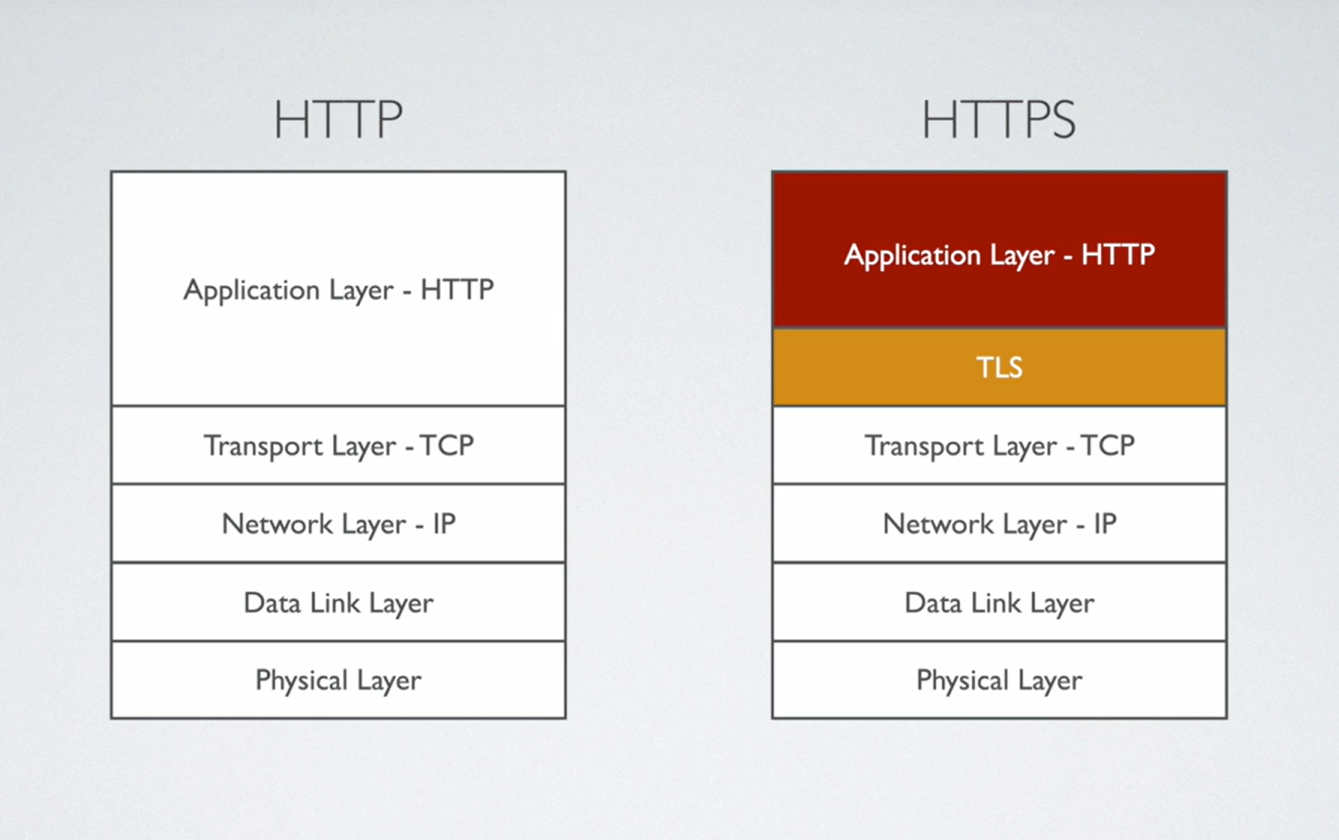 HTTP
Application Layer - HTTP
Transport Layer - TCP
Network Layer - IP
Data Link Layer
Physical Layer
HTTPS
Application Layer - HTTP
TLS
Transport Layer - TCP
Network Layer - IP
Data Link Layer
Physical Layer